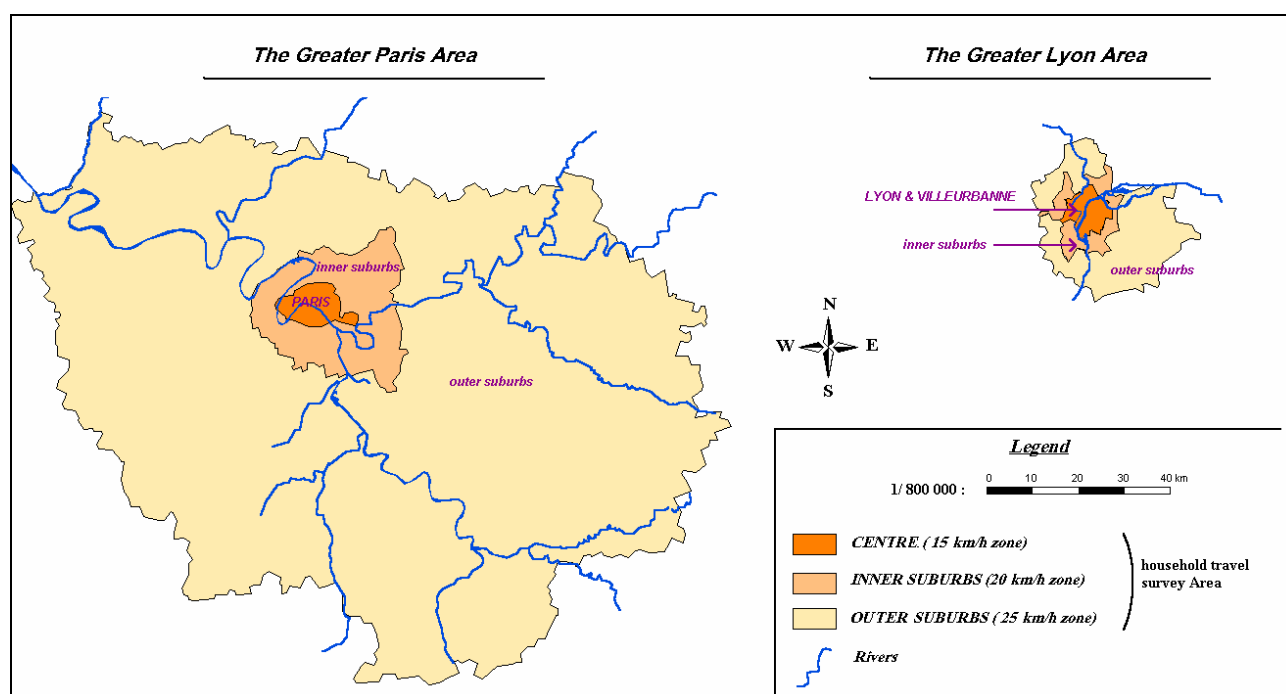 The Greater Paris Area
The Greater Lyon Area
LYON & VILLEURBANNE
inner suburbs
outer suburbs
inner suburbs
PARIS
outer suburbs
N
W E
S
Legend
1/ 800 000 :
0 10 20 30 40 km
CENTRE ( 15 km/h zone)
INNER SUBURBS (20 km/h zone)
OUTER SUBURBS ( 25 km/h zone)
household travel
survey Area
Rivers